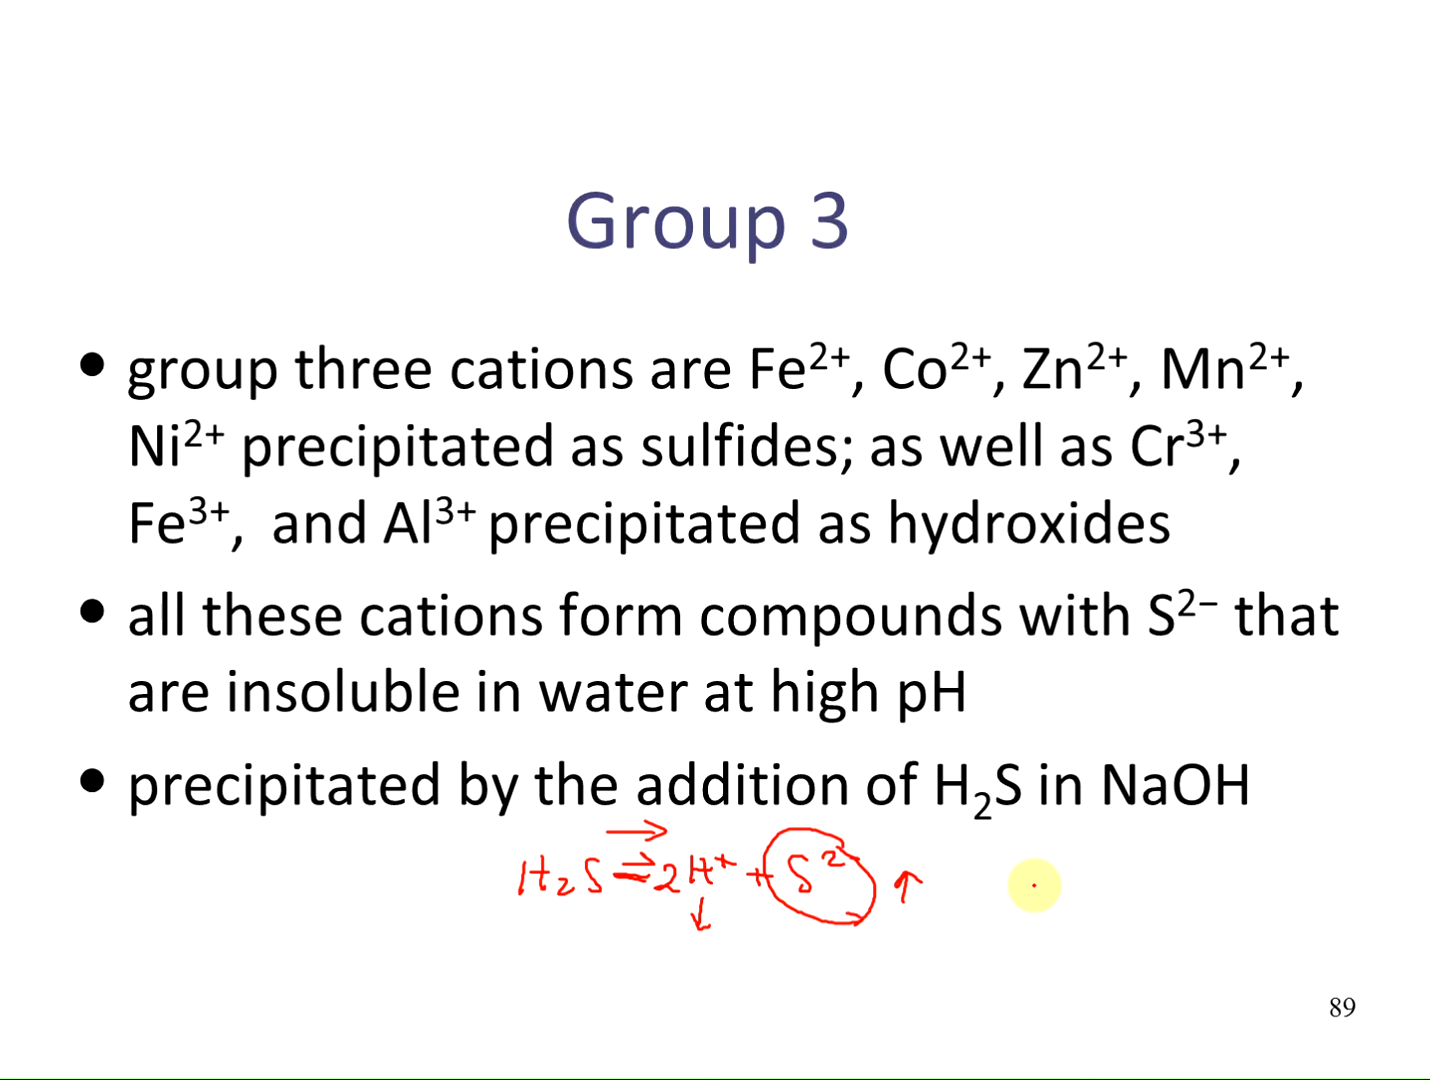 Group 3
• group three cations are Fe²⁺, Co²⁺, Zn²⁺, Mn²⁺,
Ni²⁺ precipitated as sulfides; as well as Cr³⁺,
Fe³⁺, and Al³⁺ precipitated as hydroxides
• all these cations form compounds with S²⁻ that
are insoluble in water at high pH
• precipitated by the addition of H₂S in NaOH
→
H₂S ⇌ 2H⁺ + S²⁻ ↑
↓
89